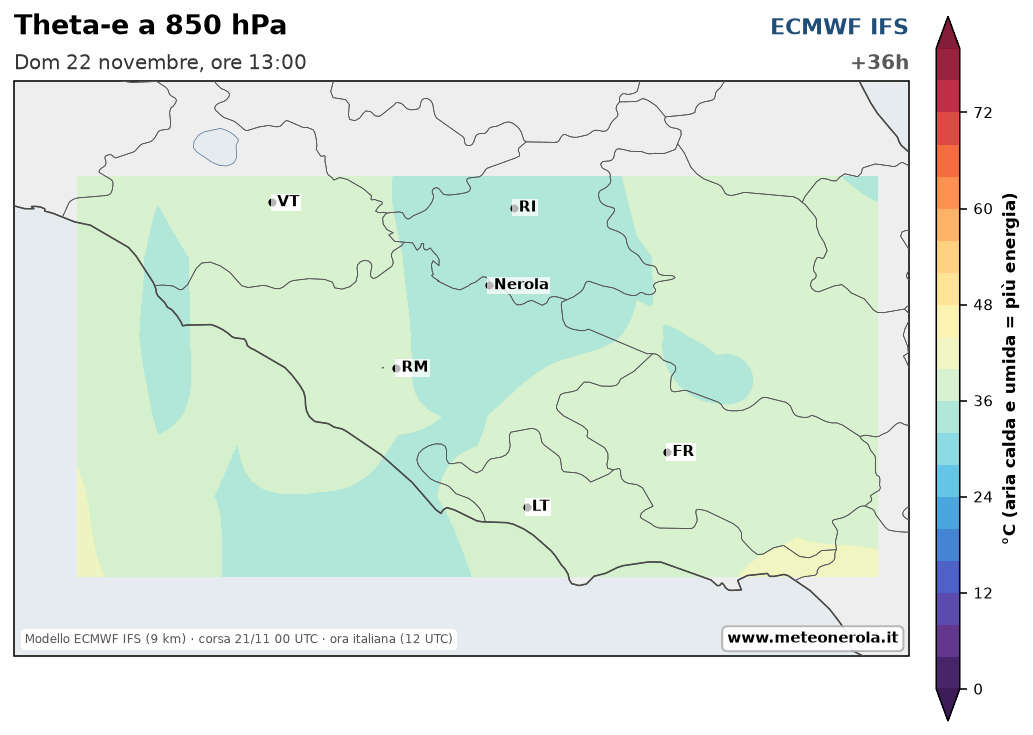 Theta-e a 850 hPa
ECMWF IFS
Dom 22 novembre, ore 13:00
+36h
VT
RI
Nerola
RM
FR
LT
72
60
48
36
24
12
0
°C (aria calda e umida = più energia)
Modello ECMWF IFS (9 km) · corsa 21/11 00 UTC · ora italiana (12 UTC)
www.meteonerola.it